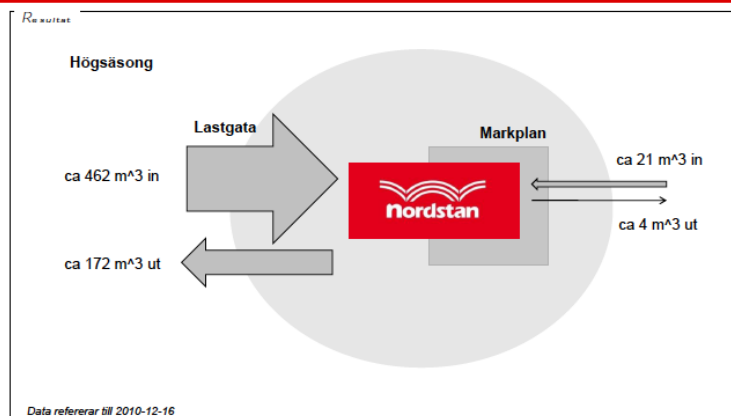 Resultat
Högsäsong
Lastgata
Markplan
ca 462 m^3 in
ca 21 m^3 in
nordstan
ca 4 m^3 ut
ca 172 m^3 ut
Data refererar till 2010-12-16